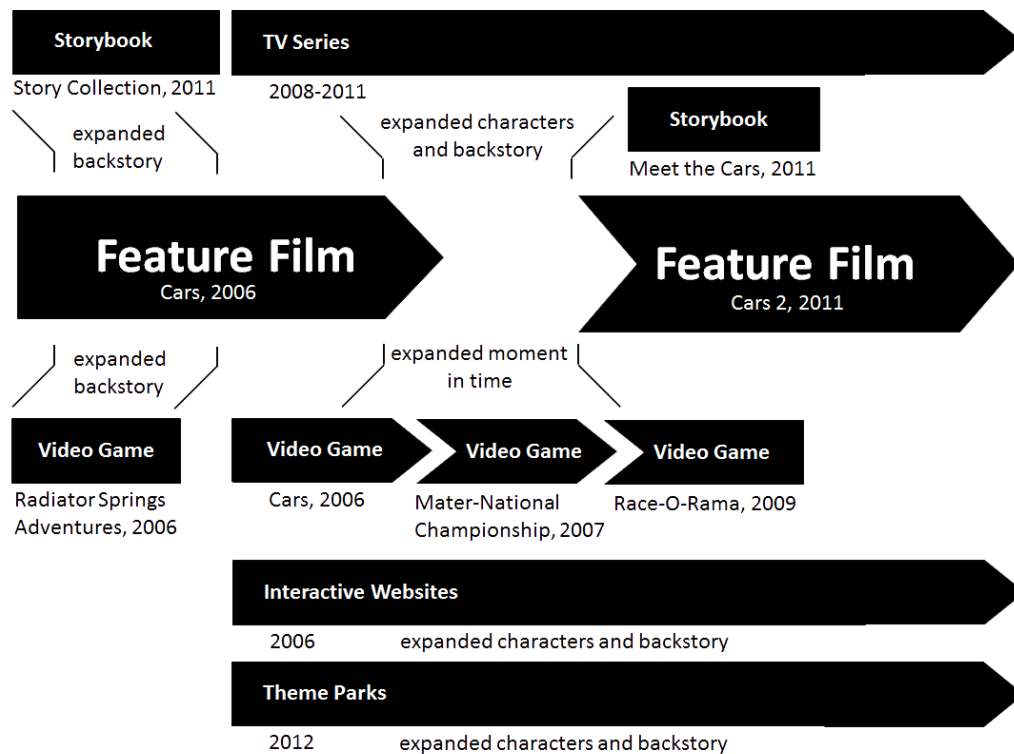 Storybook
TV Series
Story Collection, 2011
2008-2011
expanded
backstory
expanded characters
and backstory
Storybook
Meet the Cars, 2011
Feature Film
Cars, 2006
Feature Film
Cars 2, 2011
expanded
backstory
expanded moment
in time
Video Game
Video Game
Video Game
Video Game
Radiator Springs
Adventures, 2006
Cars, 2006
Mater-National
Championship, 2007
Race-O-Rama, 2009
Interactive Websites
2006 expanded characters and backstory
Theme Parks
2012 expanded characters and backstory